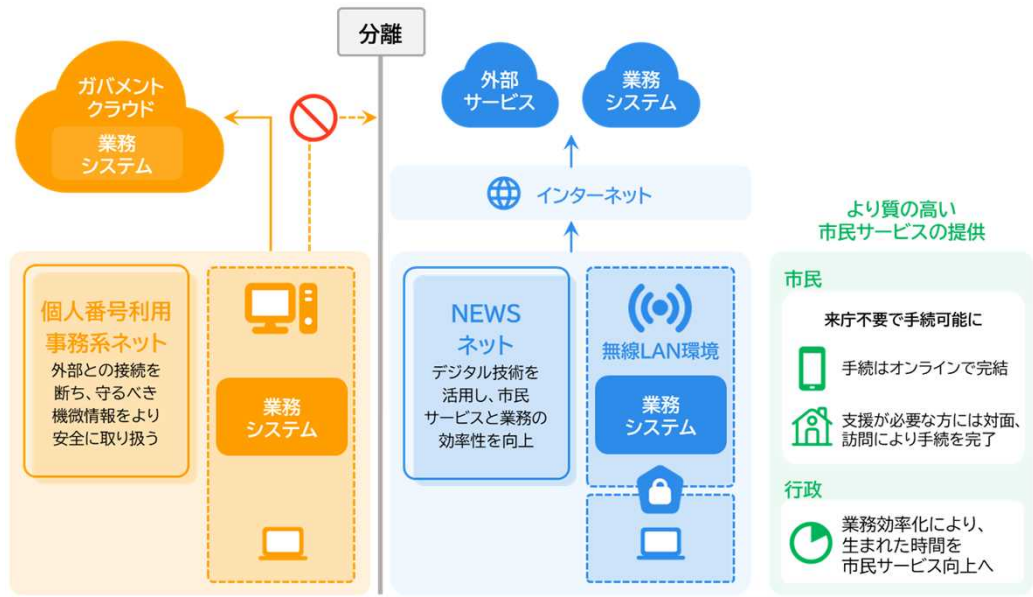 分離
ガバメント
クラウド
業務
システム
個人番号利用
事務系ネット
外部との接続を
断ち、守るべき
機微情報をより
安全に取り扱う
業務
システム
外部
サービス
業務
システム
インターネット
NEWS
ネット
デジタル技術を
活用し、市民
サービスと業務の
効率性を向上
無線LAN環境
業務
システム
より質の高い
市民サービスの提供
市民
来庁不要で手続可能に
手続はオンラインで完結
支援が必要な方には対面、
訪問により手続を完了
行政
業務効率化により、
生まれた時間を
市民サービス向上へ